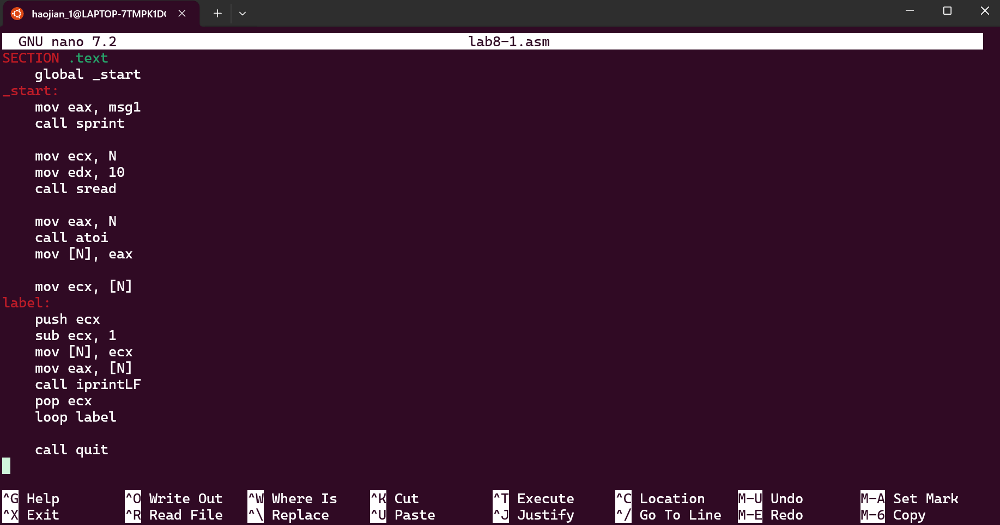 haojian_1@LAPTOP-7TMPK1D
GNU nano 7.2 lab8-1.asm
SECTION .text
    global _start
_start:
    mov eax, msg1
    call sprint

    mov ecx, N
    mov edx, 10
    call sread

    mov eax, N
    call atoi
    mov [N], eax

    mov ecx, [N]
label:
    push ecx
    sub ecx, 1
    mov [N], ecx
    mov eax, [N]
    call iprintLF
    pop ecx
    loop label

    call quit

^G Help ^O Write Out ^W Where Is ^K Cut ^T Execute ^C Location M-U Undo M-A Set Mark
^X Exit ^R Read File ^\ Replace ^U Paste ^J Justify ^/ Go To Line M-E Redo M-6 Copy